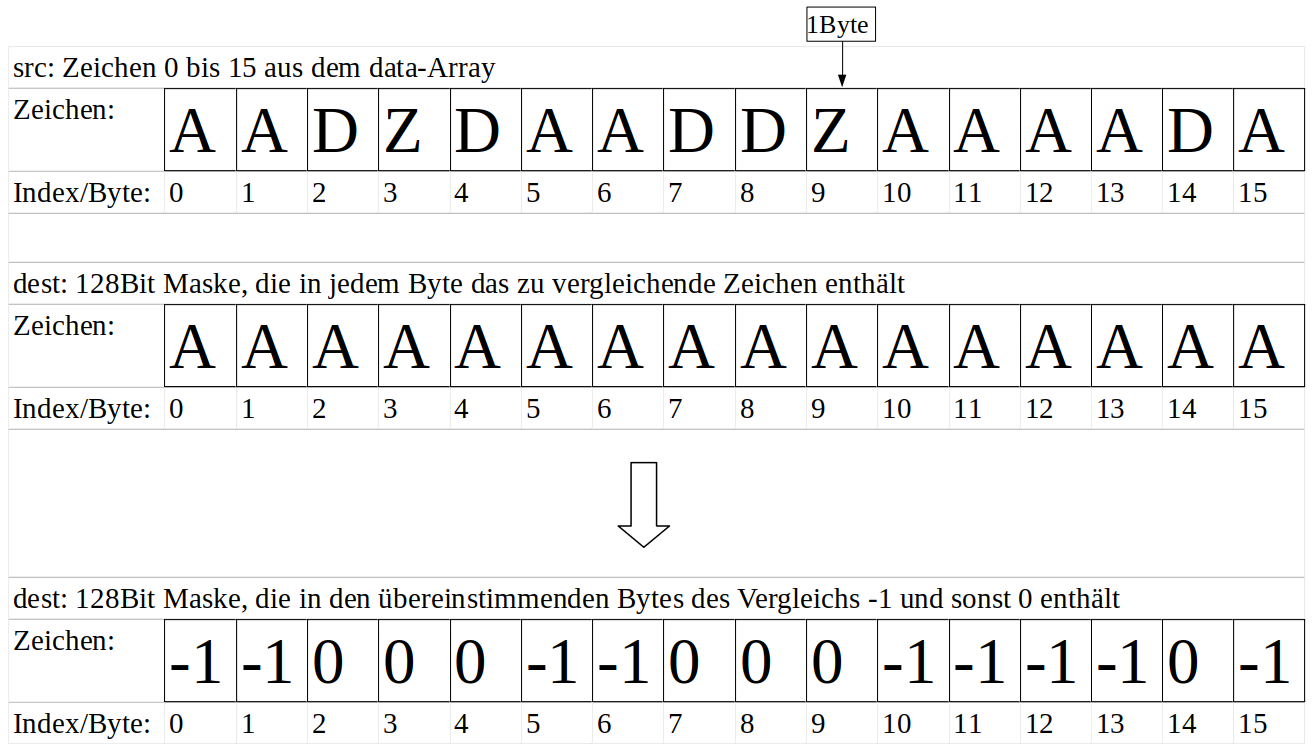 1Byte
src: Zeichen 0 bis 15 aus dem data-Array
Zeichen: A A D Z D A A D D Z A A A A D A
Index/Byte: 0 1 2 3 4 5 6 7 8 9 10 11 12 13 14 15
dest: 128Bit Maske, die in jedem Byte das zu vergleichende Zeichen enthält
Zeichen: A A A A A A A A A A A A A A A A
Index/Byte: 0 1 2 3 4 5 6 7 8 9 10 11 12 13 14 15
dest: 128Bit Maske, die in den übereinstimmenden Bytes des Vergleichs -1 und sonst 0 enthält
Zeichen: -1 -1 0 0 0 -1 -1 0 0 0 -1 -1 -1 -1 0 -1
Index/Byte: 0 1 2 3 4 5 6 7 8 9 10 11 12 13 14 15